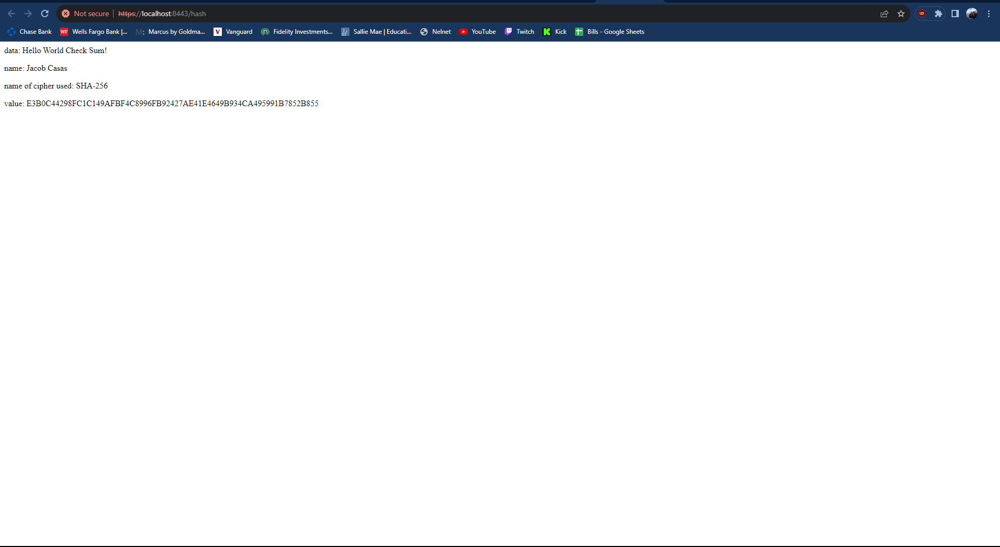 Not secure https://localhost:8443/hash
Chase Bank WF Wells Fargo Bank |... M: Marcus by Goldma... V Vanguard Fidelity Investments... Sallie Mae | Educati... Nelnet YouTube Twitch Kick Bills - Google Sheets
data: Hello World Check Sum!
name: Jacob Casas
name of cipher used: SHA-256
value: E3B0C44298FC1C149AFBF4C8996FB92427AE41E4649B934CA495991B7852B855